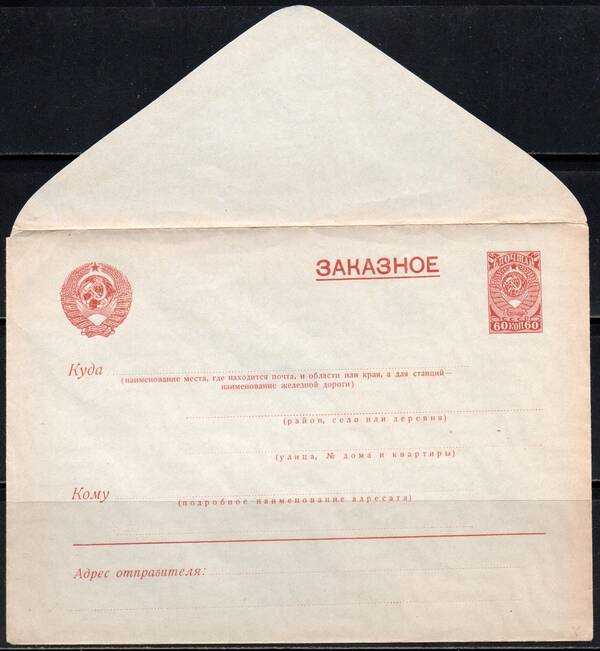 ЗАКАЗНОЕ
ПОЧТА
60 КОП 60
Куда
(наименование места, где находится почта, и области или края, а для станций—
наименование железной дороги)
(район, село или деревня)
(улица, № дома и квартиры)
Кому
(подробное наименование адресата)
Адрес отправителя: